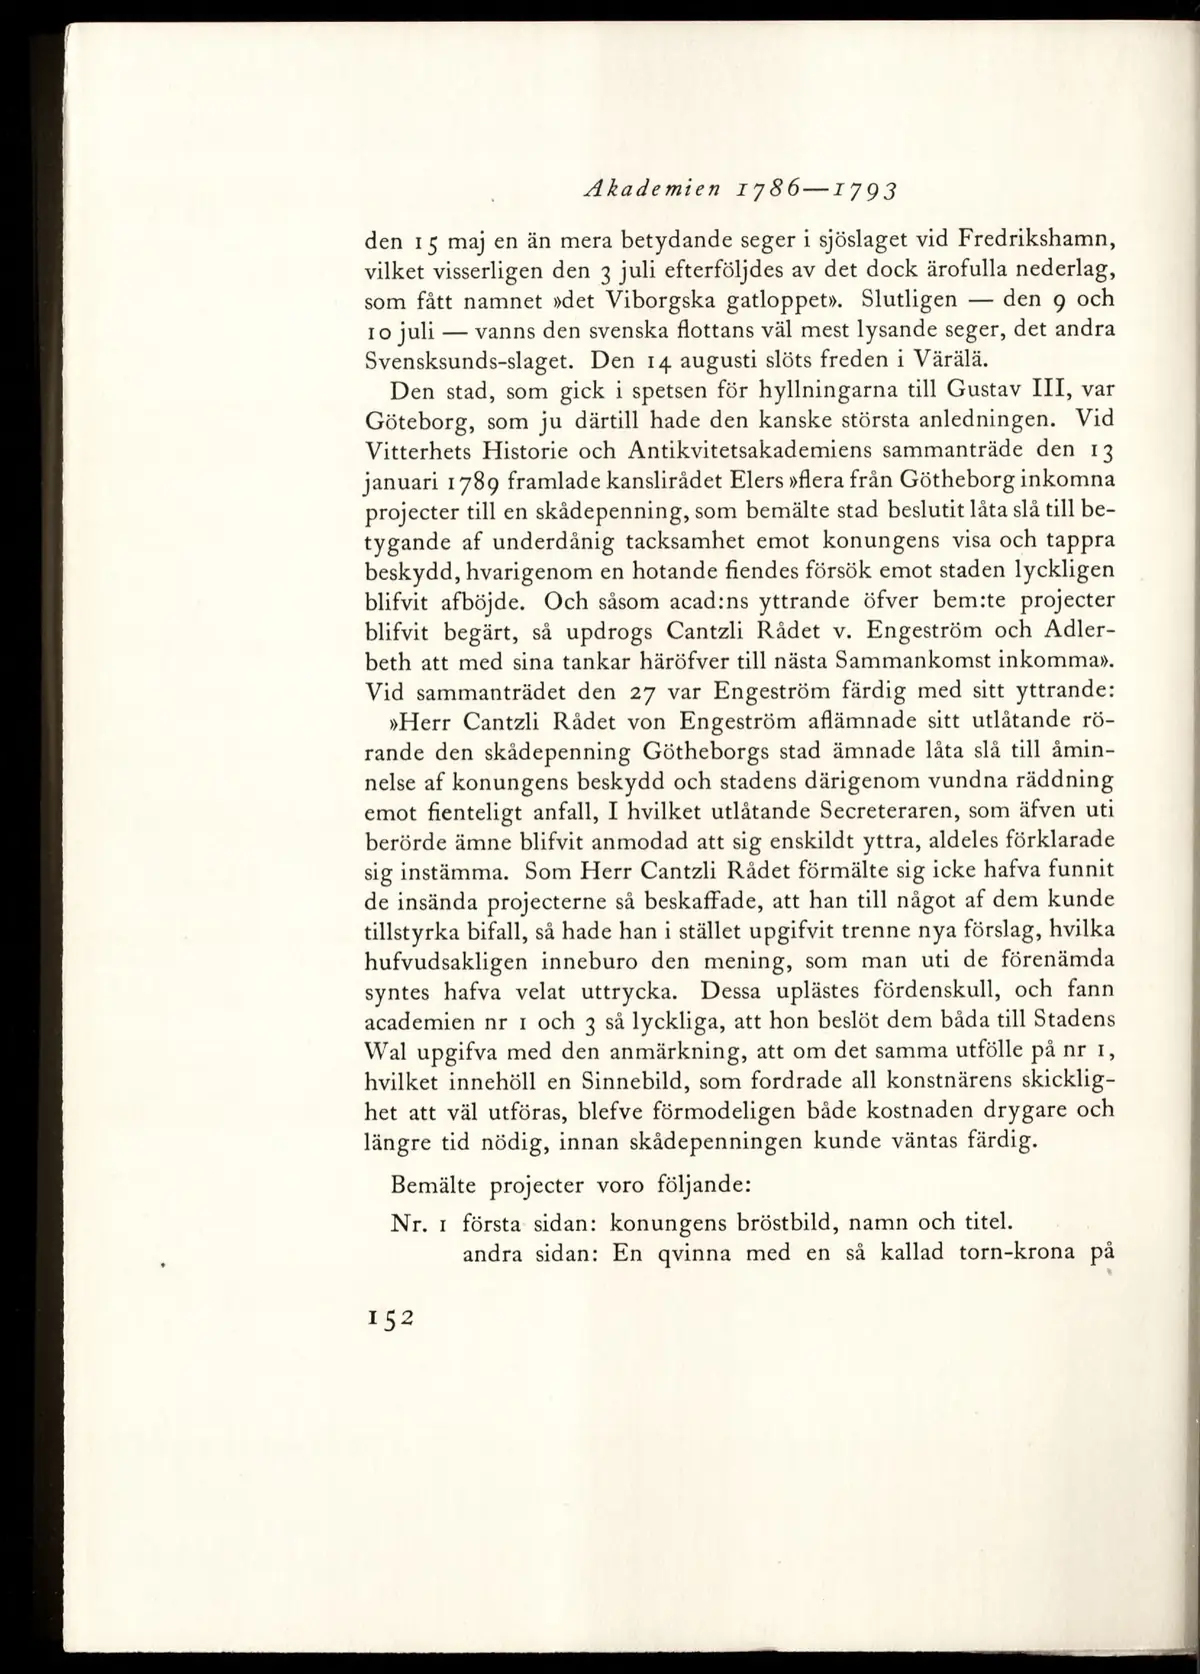 Akademien 1786—1793
den 15 maj en än mera betydande seger i sjöslaget vid Fredrikshamn,
vilket visserligen den 3 juli efterföljdes av det dock ärofulla nederlag,
som fått namnet »det Viborgska gatloppet». Slutligen — den 9 och
10 juli — vanns den svenska flottans väl mest lysande seger, det andra
Svensksunds-slaget. Den 14 augusti slöts freden i Värälä.
Den stad, som gick i spetsen för hyllningarna till Gustav III, var
Göteborg, som ju därtill hade den kanske största anledningen. Vid
Vitterhets Historie och Antikvitetsakademiens sammanträde den 13
januari 1789 framlade kanslirådet Elers »flera från Götheborg inkomna
projecter till en skådepenning, som bemälte stad beslutit låta slå till be-
tygande af underdånig tacksamhet emot konungens visa och tappra
beskydd, hvarigenom en hotande fiendes försök emot staden lyckligen
blifvit afböjde. Och såsom acad:ns yttrande öfver bem:te projecter
blifvit begärt, så updrogs Cantzli Rådet v. Engeström och Adler-
beth att med sina tankar häröfver till nästa Sammankomst inkomma».
Vid sammanträdet den 27 var Engeström färdig med sitt yttrande:
»Herr Cantzli Rådet von Engeström aflämnade sitt utlåtande rö-
rande den skådepenning Götheborgs stad ämnade låta slå till åmin-
nelse af konungens beskydd och stadens därigenom vundna räddning
emot fienteligt anfall, I hvilket utlåtande Secreteraren, som äfven uti
berörde ämne blifvit anmodad att sig enskildt yttra, aldeles förklarade
sig instämma. Som Herr Cantzli Rådet förmälte sig icke hafva funnit
de insända projecterne så beskaffade, att han till något af dem kunde
tillstyrka bifall, så hade han i stället upgifvit trenne nya förslag, hvilka
hufvudsakligen inneburo den mening, som man uti de förenämda
syntes hafva velat uttrycka. Dessa uplästes fördenskull, och fann
academien nr 1 och 3 så lyckliga, att hon beslöt dem båda till Stadens
Wal upgifva med den anmärkning, att om det samma utfölle på nr 1,
hvilket innehöll en Sinnebild, som fordrade all konstnärens skicklig-
het att väl utföras, blefve förmodeligen både kostnaden drygare och
längre tid nödig, innan skådepenningen kunde väntas färdig.
Bemälte projecter voro följande:
Nr. 1 första sidan: konungens bröstbild, namn och titel.
andra sidan: En qvinna med en så kallad torn-krona på
152